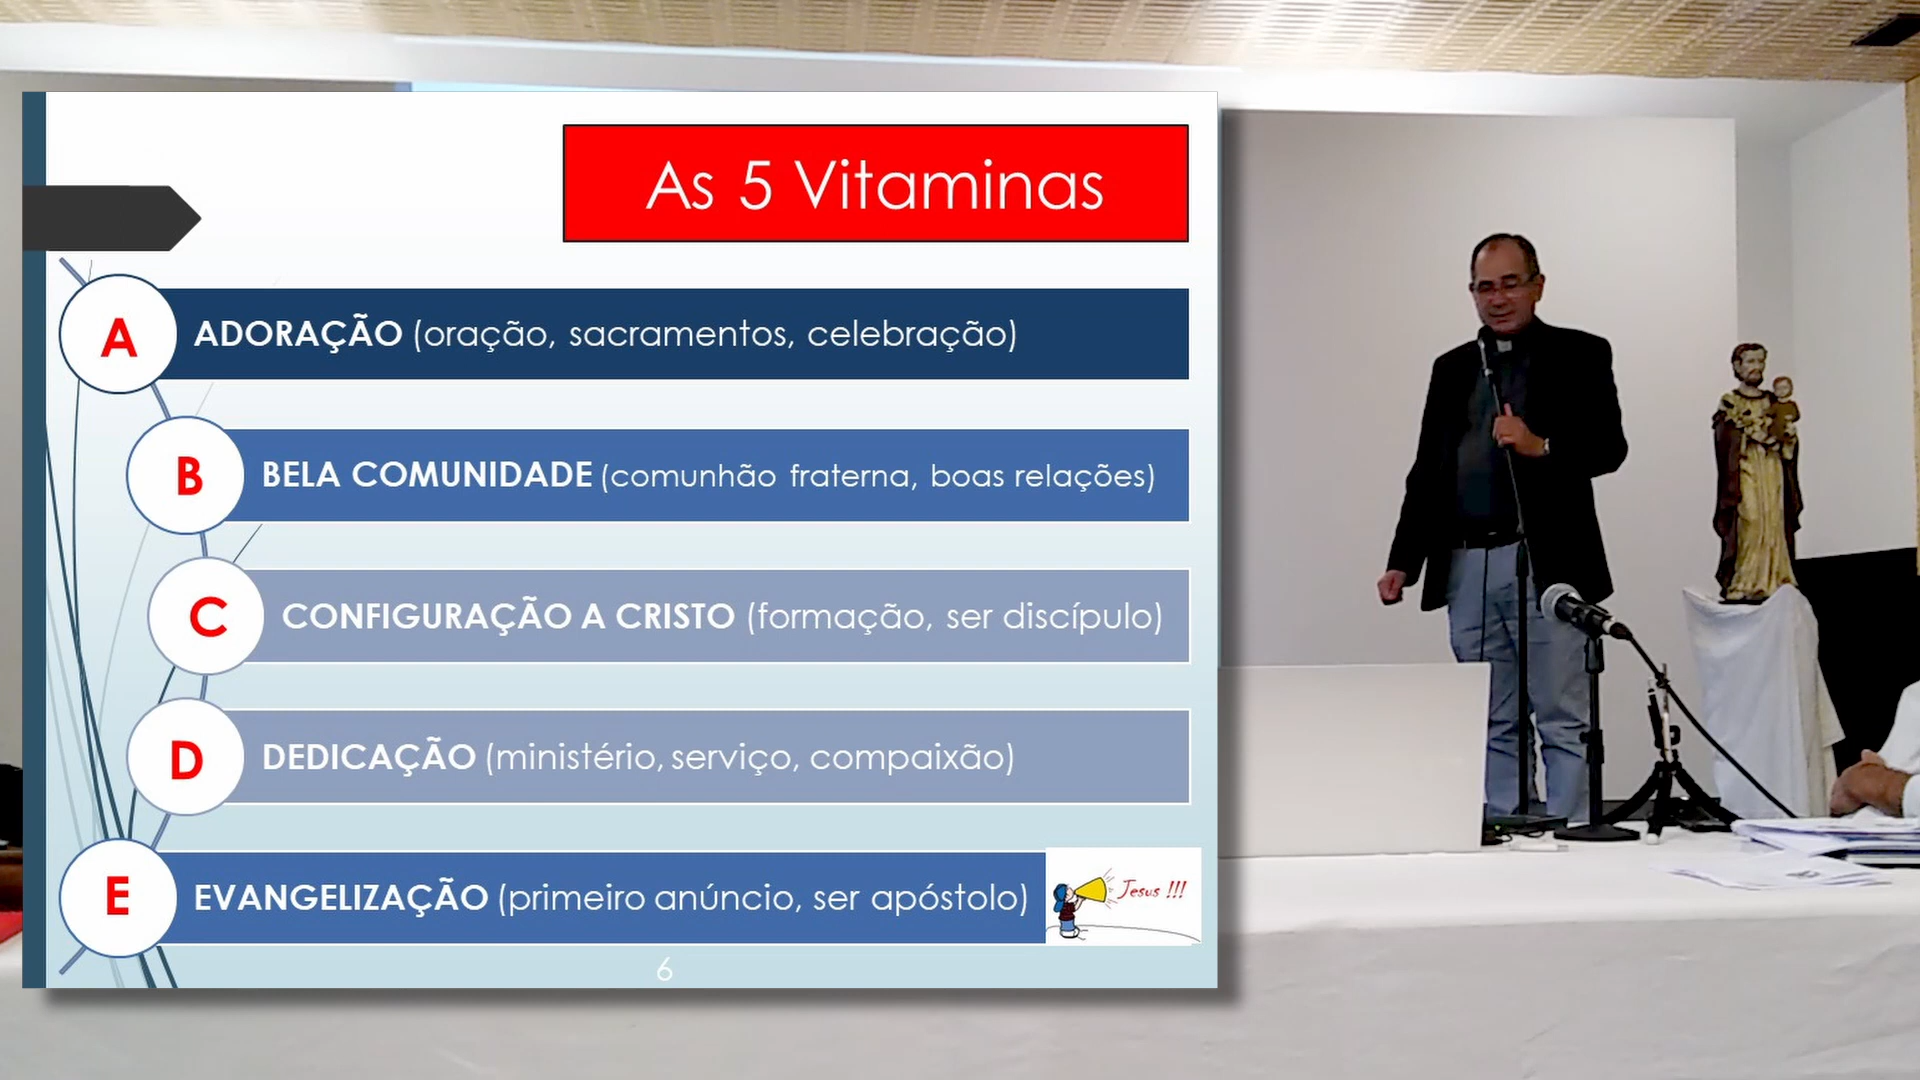 As 5 Vitaminas
A ADORAÇÃO (oração, sacramentos, celebração)
B BELA COMUNIDADE (comunhão fraterna, boas relações)
C CONFIGURAÇÃO A CRISTO (formação, ser discípulo)
D DEDICAÇÃO (ministério, serviço, compaixão)
E EVANGELIZAÇÃO (primeiro anúncio, ser apóstolo)
Jesus !!!
6